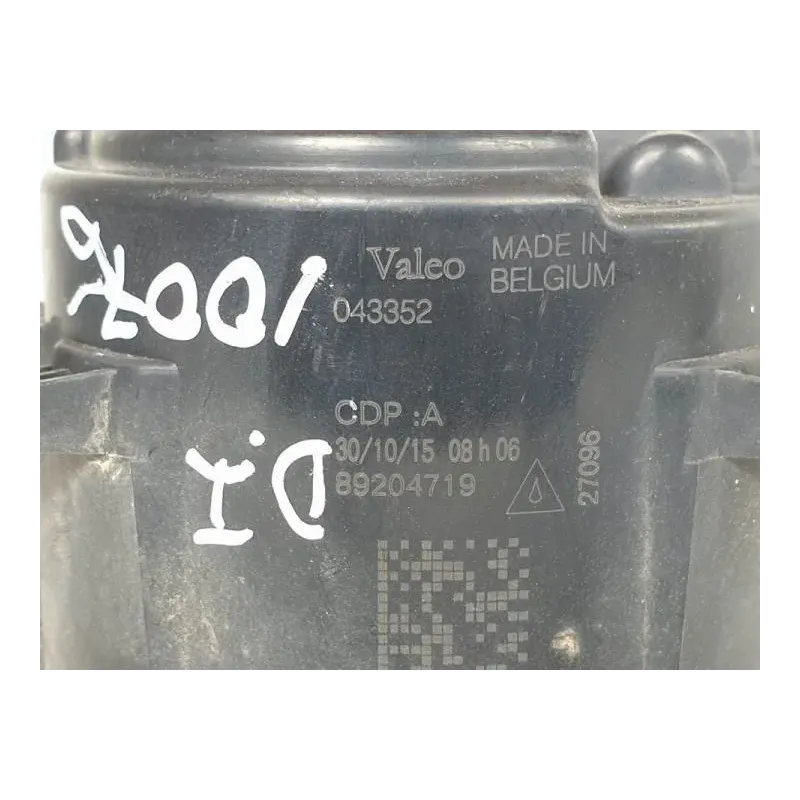 Valeo MADE IN
BELGIUM
043352
CDP :A
30/10/15 08 h 06
89204719
27096
D.I